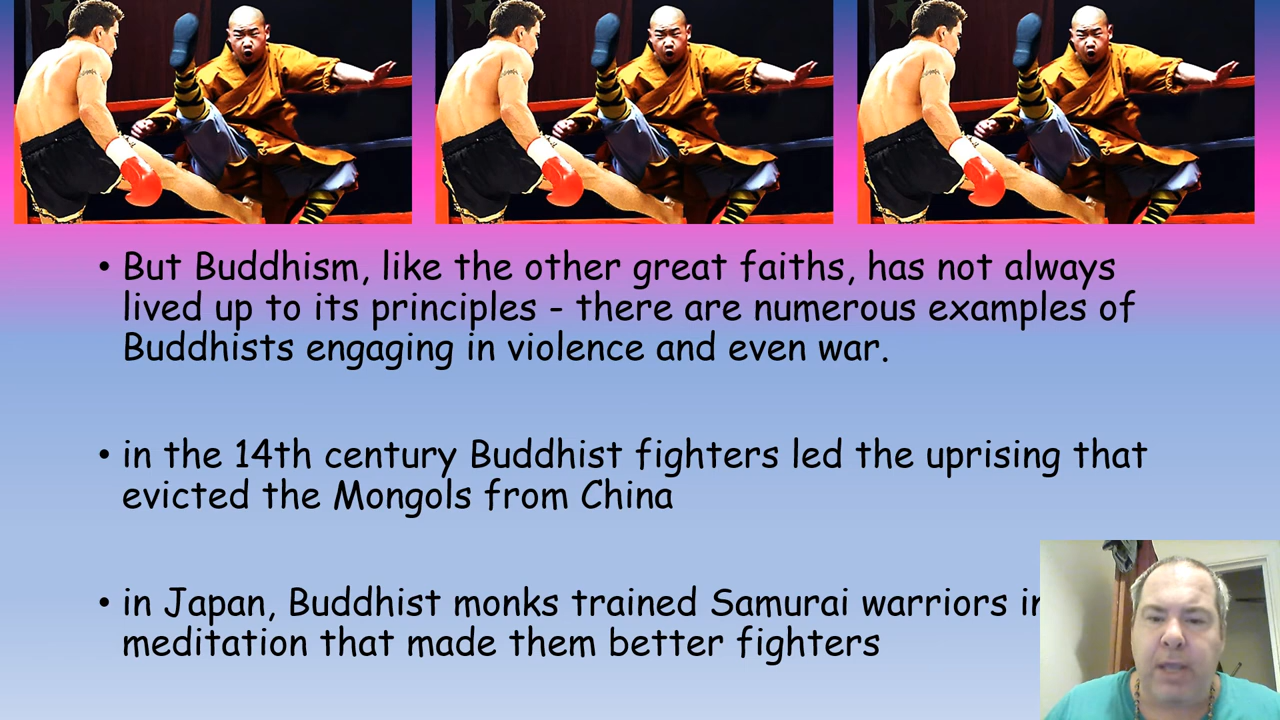 • But Buddhism, like the other great faiths, has not always
lived up to its principles - there are numerous examples of
Buddhists engaging in violence and even war.
• in the 14th century Buddhist fighters led the uprising that
evicted the Mongols from China
• in Japan, Buddhist monks trained Samurai warriors in
meditation that made them better fighters